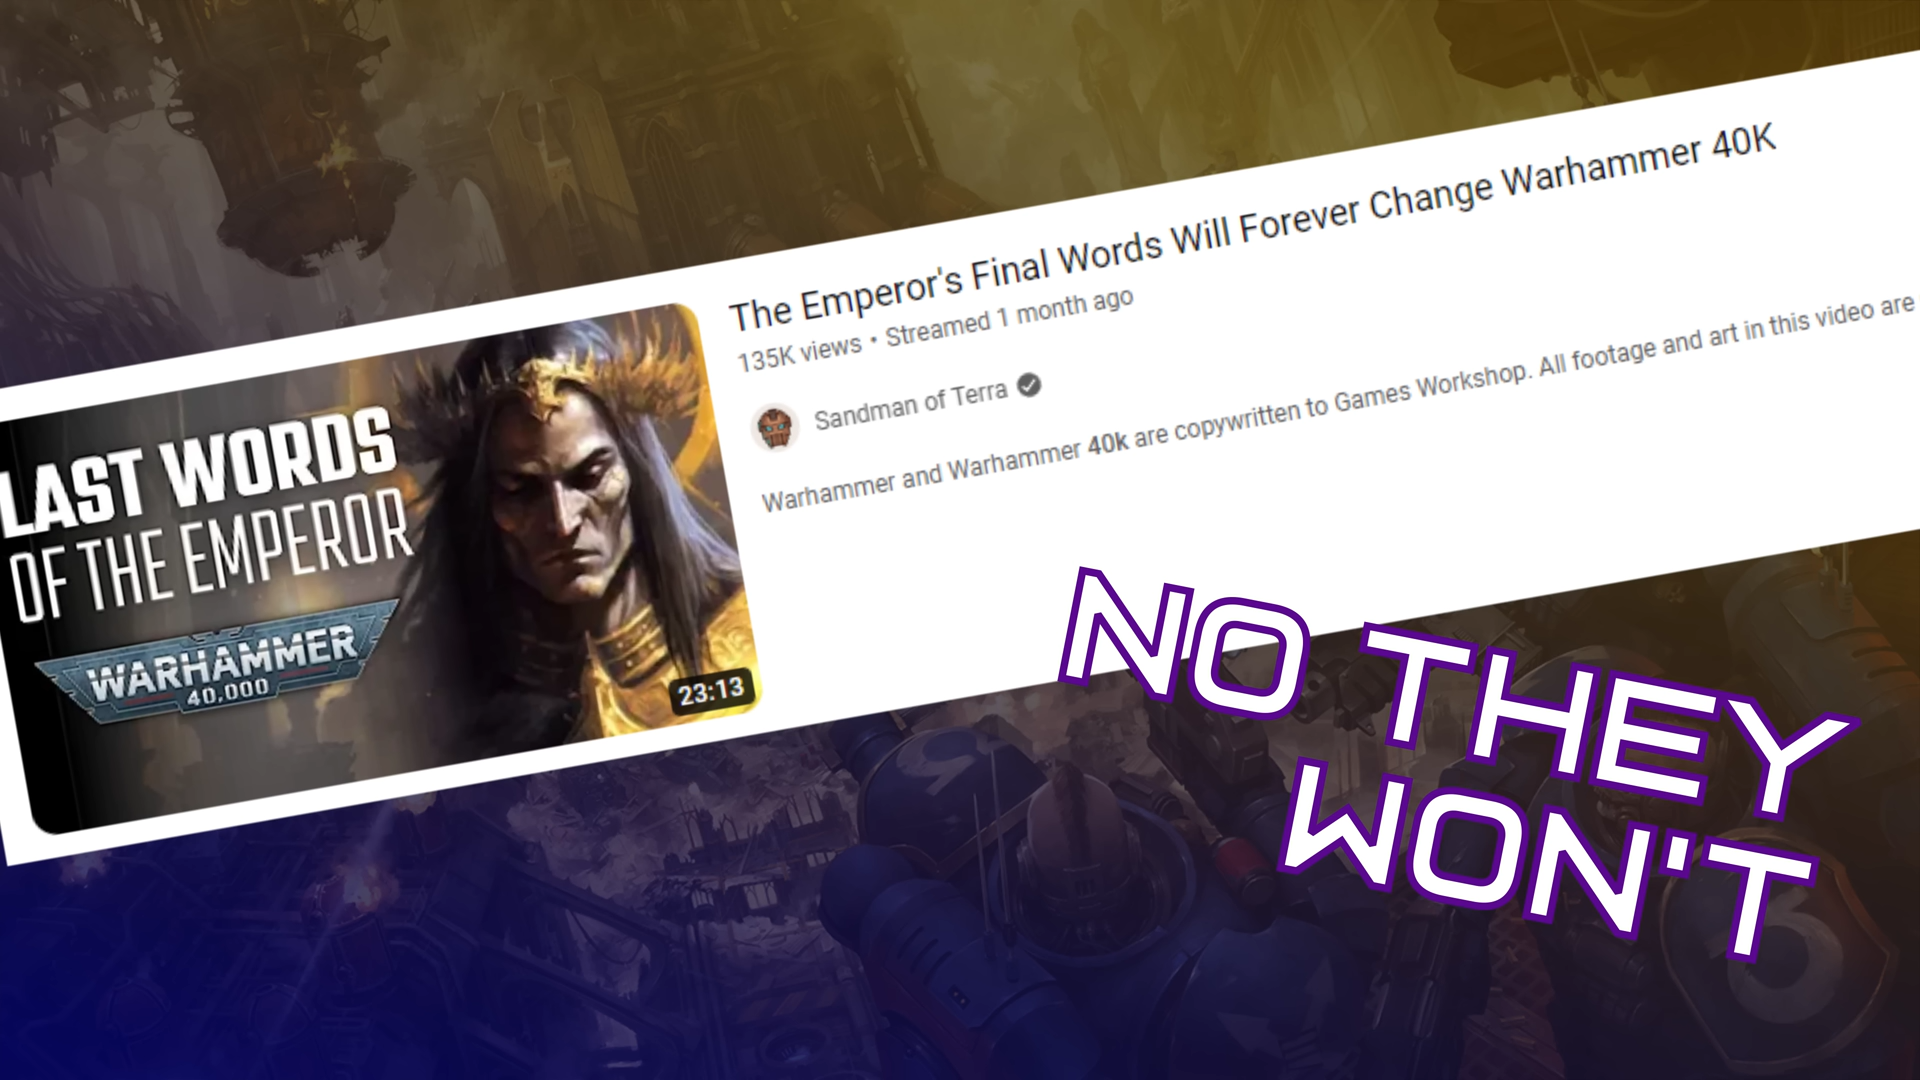 The Emperor's Final Words Will Forever Change Warhammer 40K
135K views • Streamed 1 month ago
Sandman of Terra
Warhammer and Warhammer 40k are copywritten to Games Workshop. All footage and art in this video are
LAST WORDS
OF THE EMPEROR
WARHAMMER
40,000
23:13
NO THEY
WON'T